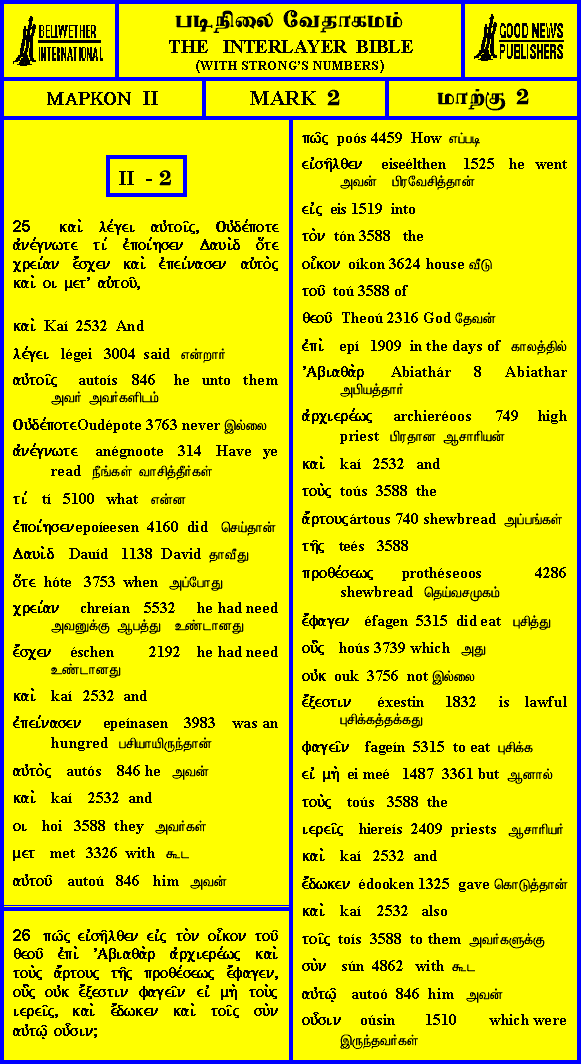 BELLWETHER
INTERNATIONAL
படிநிலை வேதாகமம்
THE INTERLAYER BIBLE
(WITH STRONG'S NUMBERS)
GOOD NEWS
PUBLISHERS
ΜΑΡΚΟΝ II
MARK 2
மாற்கு 2
II - 2
25 καὶ λέγει αὐτοῖς, Οὐδέποτε
ἀνέγνωτε τί ἐποίησεν Δαυὶδ ὅτε
χρείαν ἔσχεν καὶ ἐπείνασεν αὐτὸς
καὶ οι μετ' αὐτοῦ,
καὶ Kaí 2532 And
λέγει légei 3004 said என்றார்
αὐτοῖς autoís 846 he unto them
அவர் அவர்களிடம்
Οὐδέποτε Oudépote 3763 never இல்லை
ἀνέγνωτε anégnoote 314 Have ye
read நீங்கள் வாசித்தீர்கள்
τί tí 5100 what என்ன
ἐποίησεν epoíeesen 4160 did செய்தான்
Δαυὶδ Dauíd 1138 David தாவீது
ὅτε hóte 3753 when அப்போது
χρείαν chreían 5532 he had need
அவனுக்கு ஆபத்து உண்டானது
ἔσχεν éschen 2192 he had need
உண்டானது
καὶ kaí 2532 and
ἐπείνασεν epeínasen 3983 was an
hungred பசியாயிருந்தான்
αὐτὸς autós 846 he அவன்
καὶ kaí 2532 and
οι hoi 3588 they அவர்கள்
μετ met 3326 with கூட
αὐτοῦ autoú 846 him அவன்
26 πῶς εἰσῆλθεν εἰς τὸν οἶκον τοῦ
θεοῦ ἐπὶ Ἀβιαθὰρ ἀρχιερέως καὶ
τοὺς ἄρτους τῆς προθέσεως ἔφαγεν,
οὓς οὐκ ἔξεστιν φαγεῖν εἰ μὴ τοὺς
ιερεῖς, καὶ ἔδωκεν καὶ τοῖς σὺν
αὐτῷ οὖσιν;
πῶς poós 4459 How எப்படி
εἰσῆλθεν eiseélthen 1525 he went
அவன் பிரவேசித்தான்
εἰς eis 1519 into
τὸν tón 3588 the
οἶκον oíkon 3624 house வீடு
τοῦ toú 3588 of
θεοῦ Theoú 2316 God தேவன்
ἐπὶ epí 1909 in the days of காலத்தில்
Ἀβιαθὰρ Abiathár 8 Abiathar
அபியத்தார்
ἀρχιερέως archieréoos 749 high
priest பிரதான ஆசாரியன்
καὶ kaí 2532 and
τοὺς toús 3588 the
ἄρτους ártous 740 shewbread அப்பங்கள்
τῆς teés 3588
προθέσεως prothéseoos 4286
shewbread தெய்வசமுகம்
ἔφαγεν éfagen 5315 did eat புசித்து
οὓς hoús 3739 which அது
οὐκ ouk 3756 not இல்லை
ἔξεστιν éxestin 1832 is lawful
புசிக்கத்தக்கது
φαγεῖν fageín 5315 to eat புசிக்க
εἰ μὴ ei meé 1487 3361 but ஆனால்
τοὺς toús 3588 the
ιερεῖς hiereís 2409 priests ஆசாரியர்
καὶ kaí 2532 and
ἔδωκεν édooken 1325 gave கொடுத்தான்
καὶ kaí 2532 also
τοῖς toís 3588 to them அவர்களுக்கு
σὺν sún 4862 with கூட
αὐτῷ autoó 846 him அவன்
οὖσιν oúsin 1510 which were
இருந்தவர்கள்